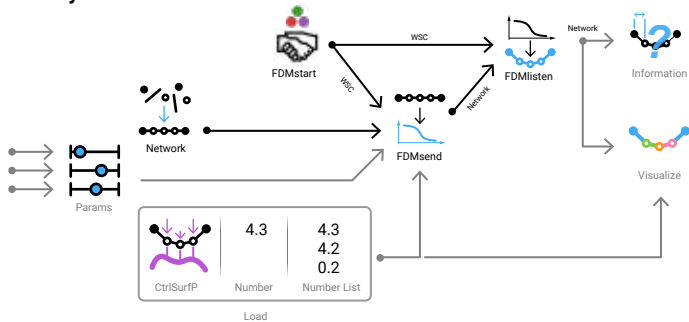 WSC
Network
FDMstart
FDMlisten
Information
WSC
Network
Network
FDMsend
Visualize
Params
4.3
4.3
4.2
0.2
CtrlSurfP
Number
Number List
Load